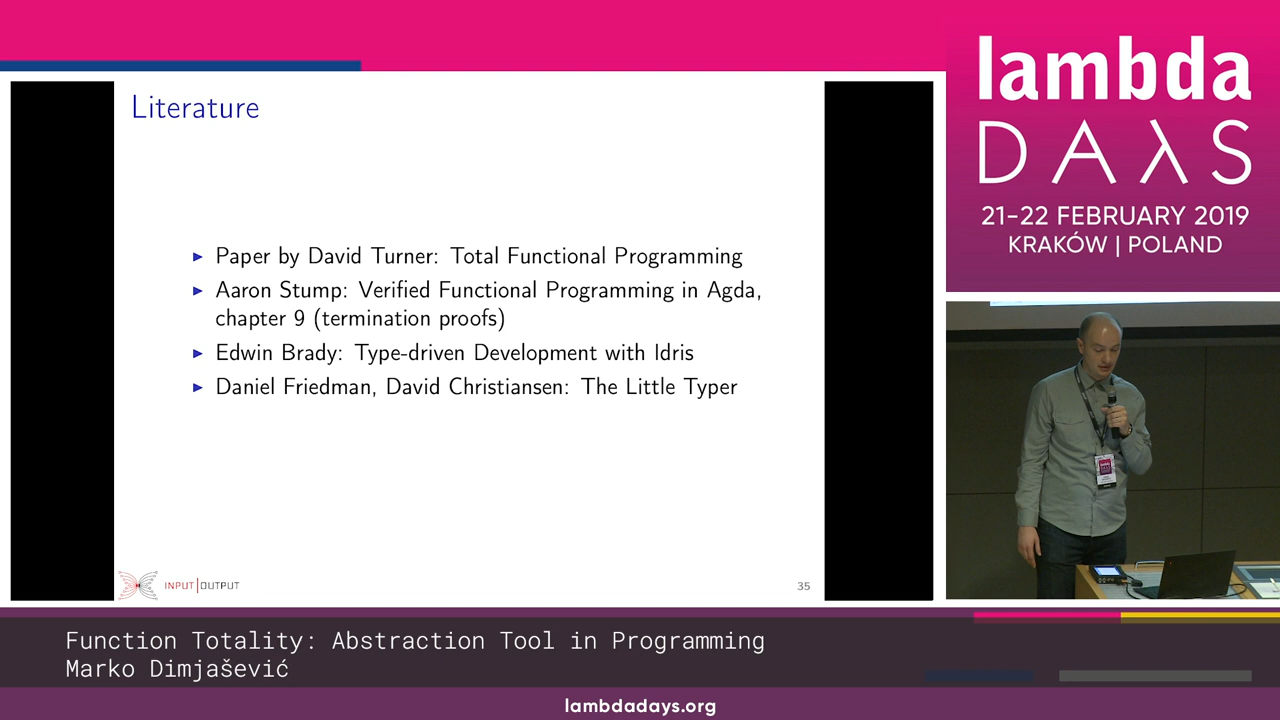 Literature
▶ Paper by David Turner: Total Functional Programming
▶ Aaron Stump: Verified Functional Programming in Agda,
chapter 9 (termination proofs)
▶ Edwin Brady: Type-driven Development with Idris
▶ Daniel Friedman, David Christiansen: The Little Typer
INPUT|OUTPUT
35
lambda
DAλS
21-22 FEBRUARY 2019
KRAKÓW | POLAND
lambda
DAλS
Function Totality: Abstraction Tool in Programming
Marko Dimjašević
lambdadays.org